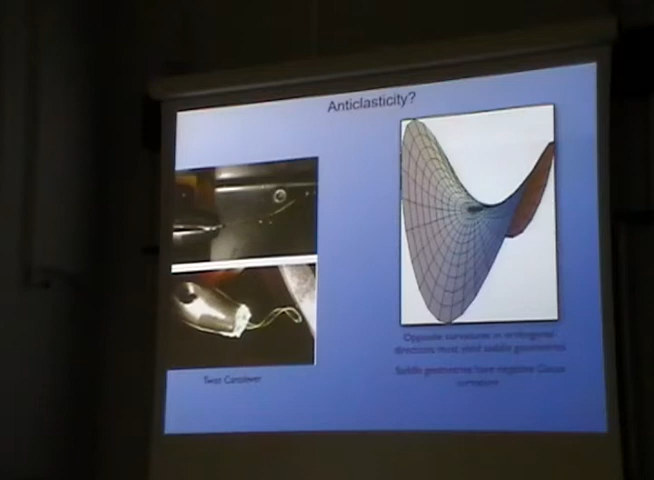 Anticlasticity?
Twist Cantilever
Opposite curvatures in orthogonal
directions must yield saddle geometries
Saddle geometries have negative Gauss
curvature